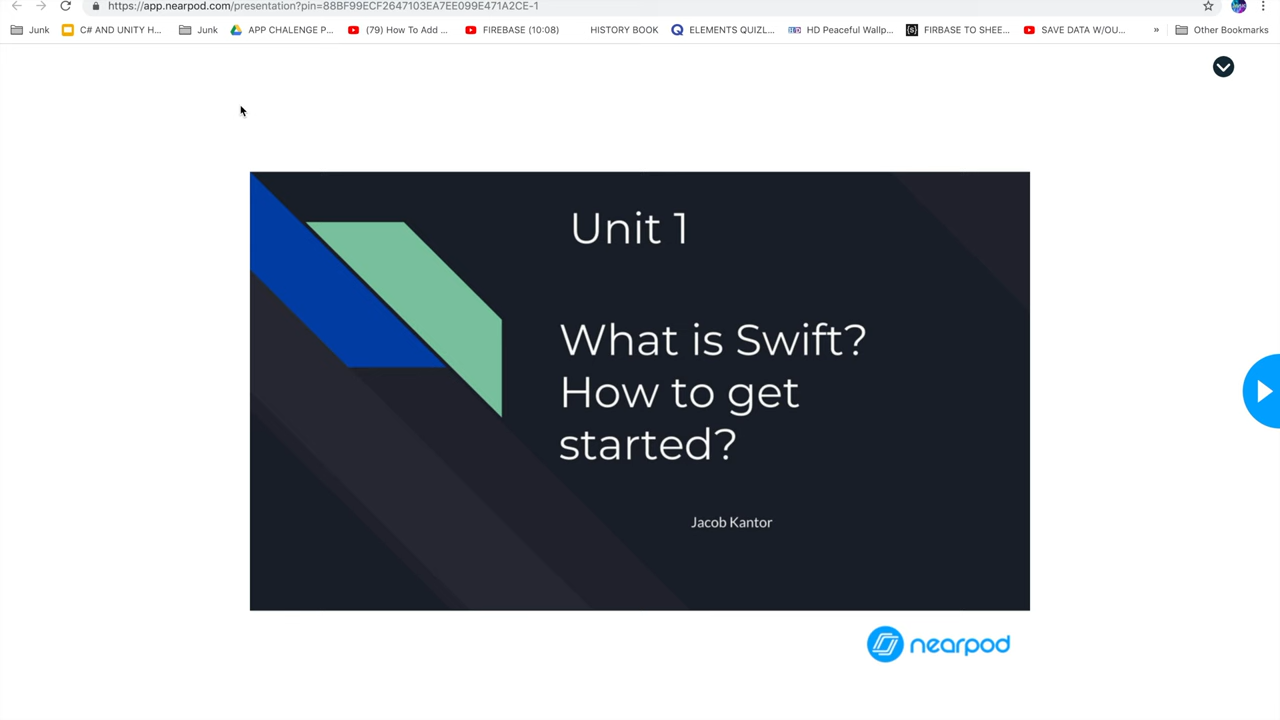 https://app.nearpod.com/presentation?pin=88BF99ECF2647103EA7EE099E471A2CE-1
Junk C# AND UNITY H... Junk APP CHALENGE P... (79) How To Add ... FIREBASE (10:08) HISTORY BOOK ELEMENTS QUIZL... HD Peaceful Wallp... {s} FIRBASE TO SHEE... SAVE DATA W/OU... » Other Bookmarks
Unit 1
What is Swift?
How to get
started?
Jacob Kantor
nearpod